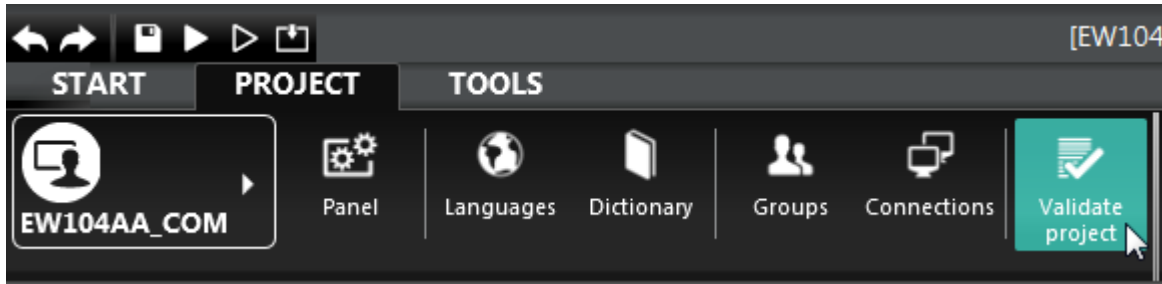 [EW104
START PROJECT TOOLS
EW104AA_COM
Panel
Languages
Dictionary
Groups
Connections
Validate
project